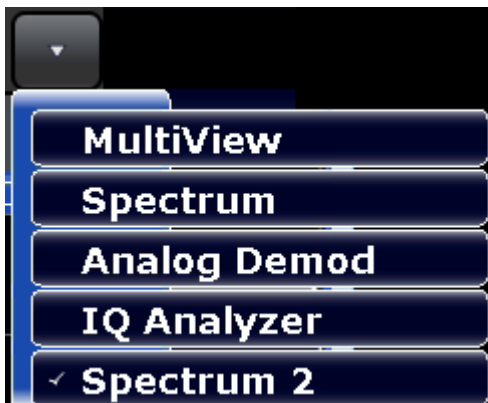 MultiView
Spectrum
Analog Demod
IQ Analyzer
Spectrum 2